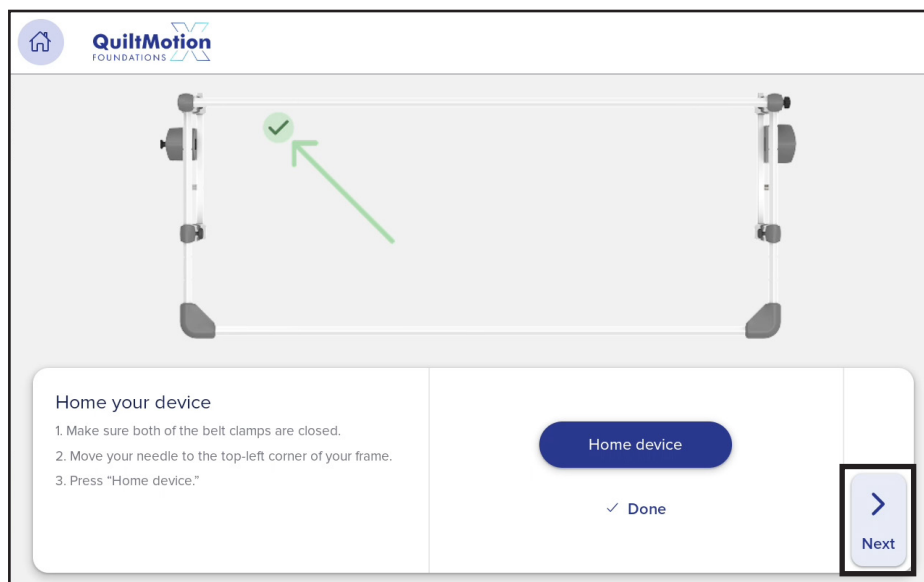 QuiltMotion
FOUNDATIONS
Home your device
1. Make sure both of the belt clamps are closed.
2. Move your needle to the top-left corner of your frame.
3. Press “Home device.”
Home device
Done
Next